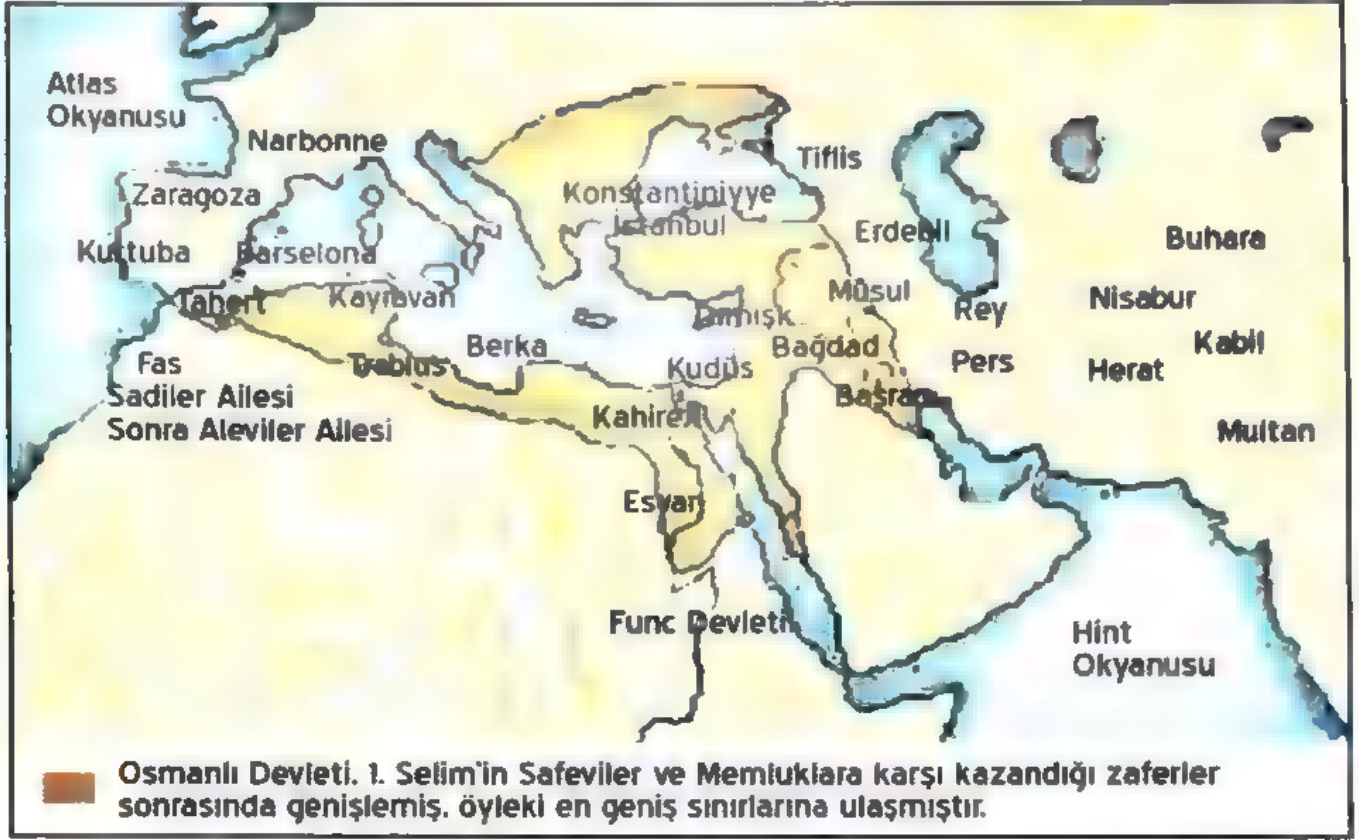 Atlas
Okyanusu
Narbonne
Tiflis
Zaragoza
Konstantiniyye
İstanbul
Erdebil
Buhara
Kurtuba
Barselona
Tahert
Kayravan
Mûsul
Rey
Nisabur
Dımışk
Berka
Bağdad
Kabil
Fas
Trablus
Kudüs
Pers
Herat
Sadiler Ailesi
Sonra Aleviler Ailesi
Kahire
Basra
Multan
Esvan
Func Devleti
Hint
Okyanusu
Osmanlı Devleti, 1. Selim'in Safeviler ve Memluklara karşı kazandığı zaferler
sonrasında genişlemiş, öyleki en geniş sınırlarına ulaşmıştır.